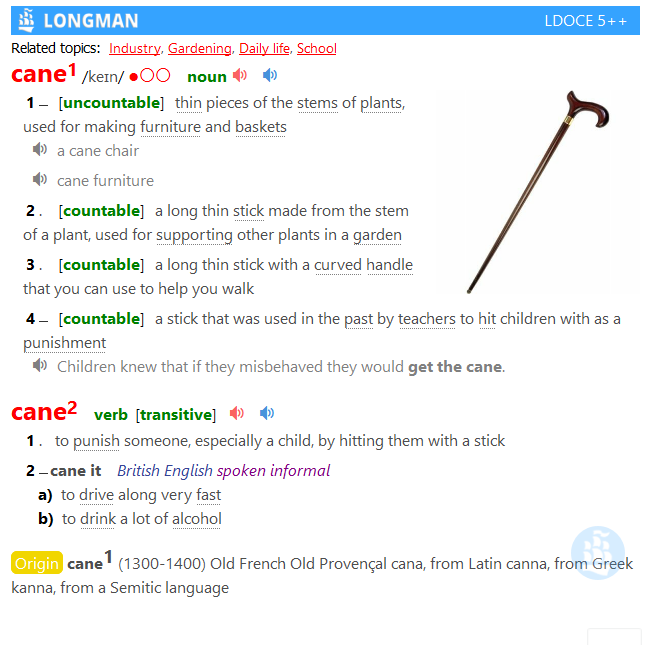 LONGMAN LDOCE 5++
Related topics: Industry, Gardening, Daily life, School
cane1 /keɪn/ ●○○ noun
1 – [uncountable] thin pieces of the stems of plants,
used for making furniture and baskets
a cane chair
cane furniture
2 . [countable] a long thin stick made from the stem
of a plant, used for supporting other plants in a garden
3 . [countable] a long thin stick with a curved handle
that you can use to help you walk
4 – [countable] a stick that was used in the past by teachers to hit children with as a
punishment
Children knew that if they misbehaved they would get the cane.
cane2 verb [transitive]
1 . to punish someone, especially a child, by hitting them with a stick
2 – cane it British English spoken informal
a) to drive along very fast
b) to drink a lot of alcohol
Origin cane1 (1300-1400) Old French Old Provençal cana, from Latin canna, from Greek
kanna, from a Semitic language